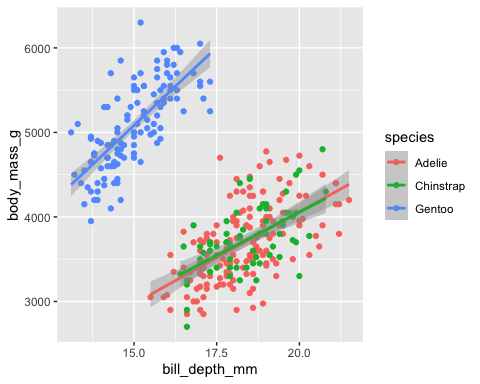 6000
5000
4000
3000
body_mass_g
15.0 17.5 20.0
bill_depth_mm
species
Adelie
Chinstrap
Gentoo